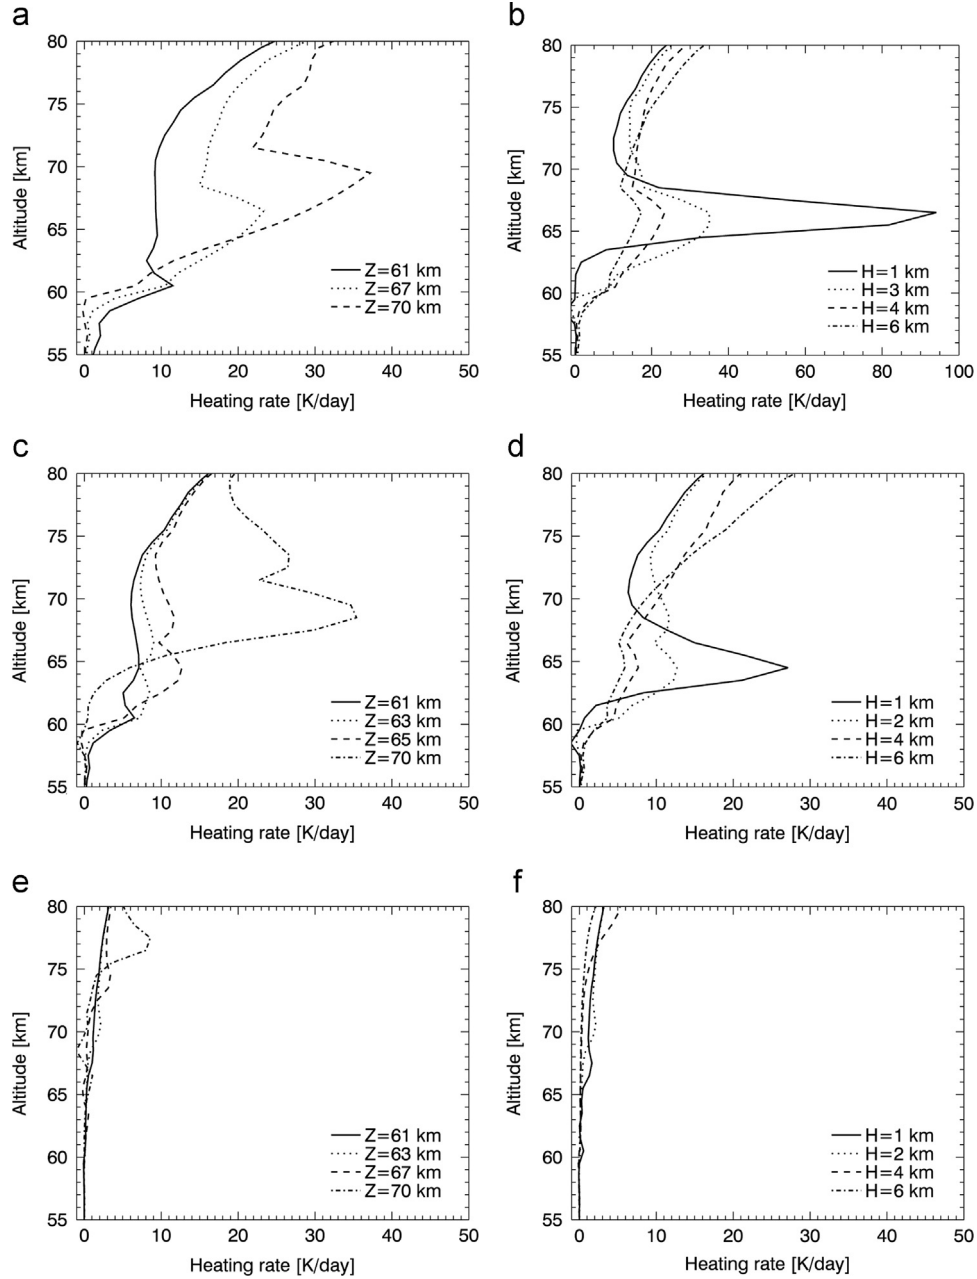 a
80
75
70
65
60
55
Altitude [km]
Z=61 km
Z=67 km
Z=70 km
0 10 20 30 40 50
Heating rate [K/day]
b
80
75
70
65
60
55
Altitude [km]
H=1 km
H=3 km
H=4 km
H=6 km
0 20 40 60 80 100
Heating rate [K/day]
c
80
75
70
65
60
55
Altitude [km]
Z=61 km
Z=63 km
Z=65 km
Z=70 km
0 10 20 30 40 50
Heating rate [K/day]
d
80
75
70
65
60
55
Altitude [km]
H=1 km
H=2 km
H=4 km
H=6 km
0 10 20 30 40 50
Heating rate [K/day]
e
80
75
70
65
60
55
Altitude [km]
Z=61 km
Z=63 km
Z=67 km
Z=70 km
0 10 20 30 40 50
Heating rate [K/day]
f
80
75
70
65
60
55
Altitude [km]
H=1 km
H=2 km
H=4 km
H=6 km
0 10 20 30 40 50
Heating rate [K/day]